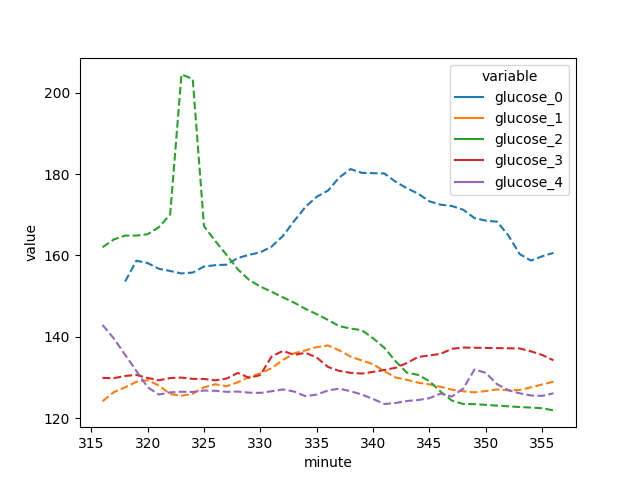 variable
glucose_0
glucose_1
glucose_2
glucose_3
glucose_4
200
180
160
140
120
value
315 320 325 330 335 340 345 350 355
minute